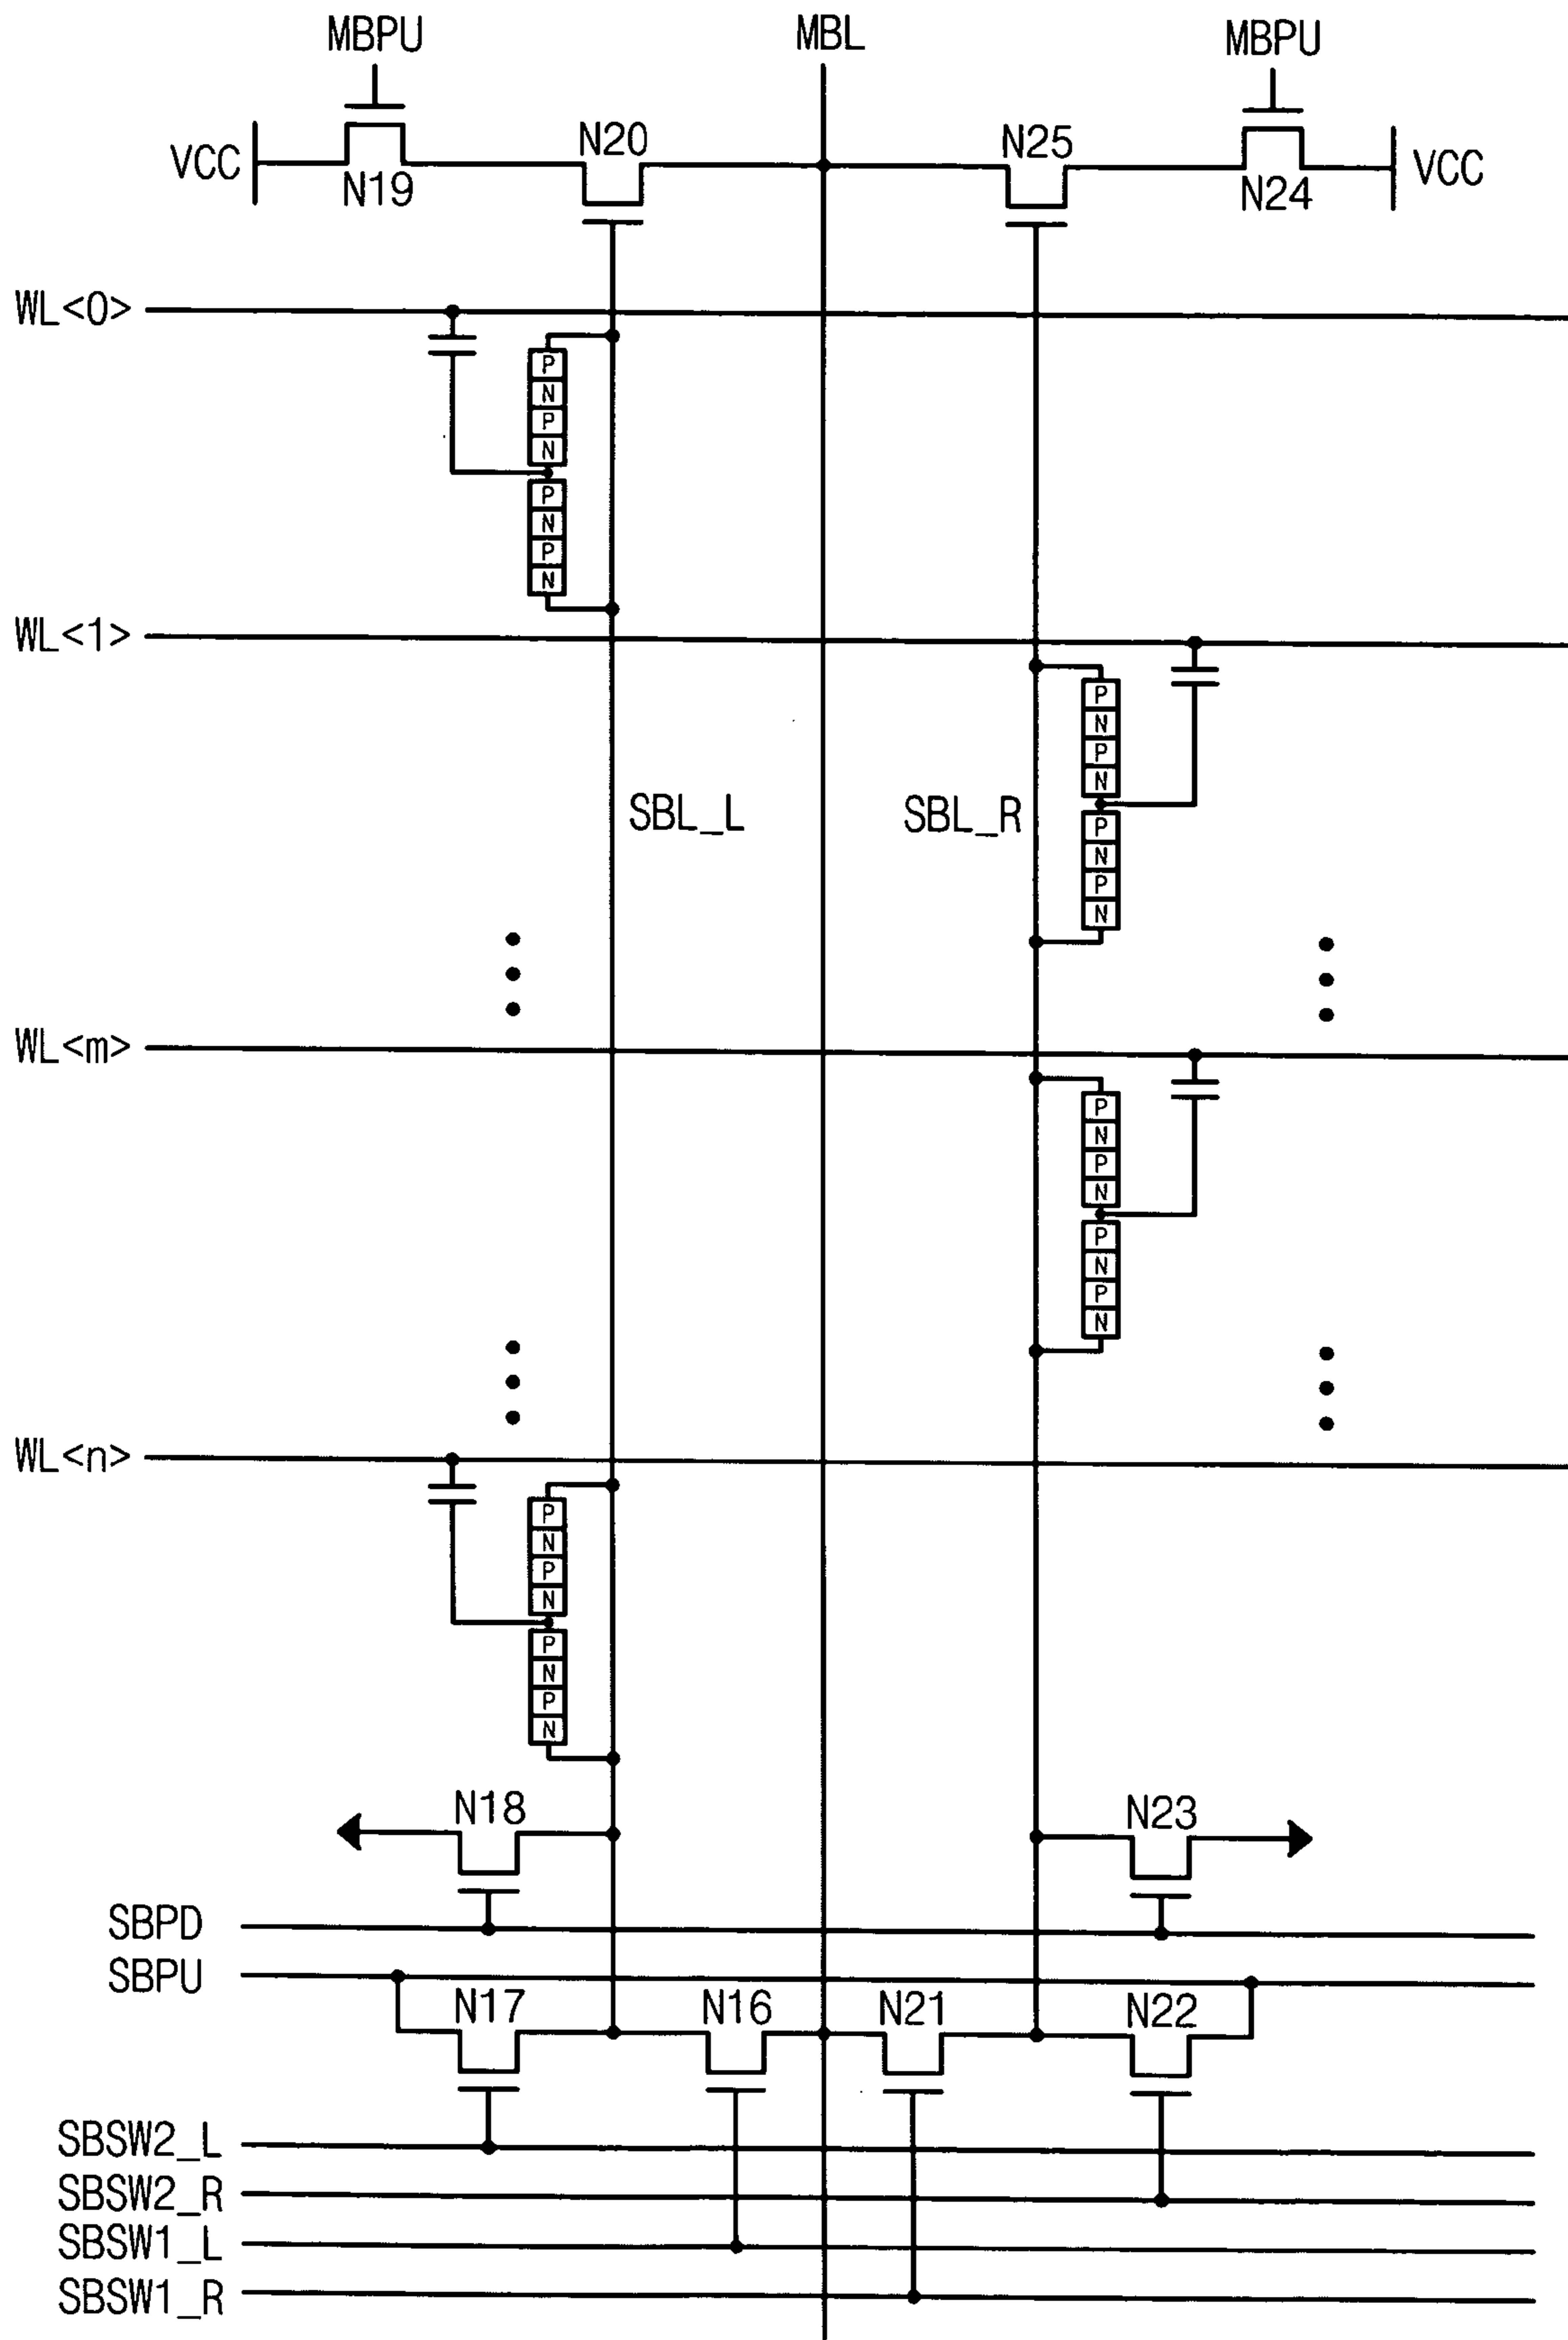 MBPU MBL MBPU
VCC N19 N20 N25 N24 VCC
WL<0>
P
N
P
N
P
N
P
N
WL<1>
P
N
P
N
P
N
P
N
SBL_L SBL_R
WL<m>
P
N
P
N
P
N
P
N
WL<n>
P
N
P
N
P
N
P
N
N18 N23
SBPD
SBPU
N17 N16 N21 N22
SBSW2_L
SBSW2_R
SBSW1_L
SBSW1_R